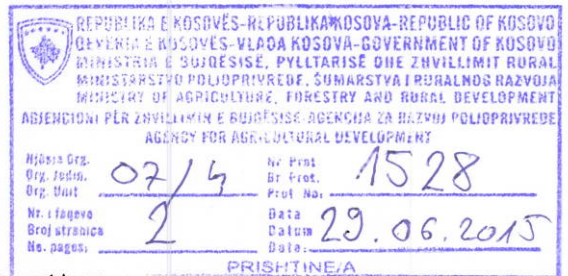 REPUBLIKA E KOSOVËS-REPUBLIKA KOSOVA-REPUBLIC OF KOSOVO
QEVERIA E KOSOVËS-VLADA KOSOVA-GOVERNMENT OF KOSOVO
MINISTRIA E BUJQËSISË, PYLLTARISË DHE ZHVILLIMIT RURAL
MINISTARSTVO POLJOPRIVREDE, ŠUMARSTVA I RURALNOG RAZVOJA
MINISTRY OF AGRICULTURE, FORESTRY AND RURAL DEVELOPMENT
AGJENCIONI PËR ZHVILLIMIN E BUJQËSISË-AGENCIJA ZA RAZVOJ POLJOPRIVREDE
AGENCY FOR AGRICULTURAL DEVELOPMENT
Njësia Org.
Org. Jedin.
Org. Unit 07/4
Nr. Prot.
Br. Prot.
Prot. No: 1528
Nr. i faqeve
Broj stranica
No. pages: 2
Data
Datum
Date: 29.06.2015
PRISHTINE/A